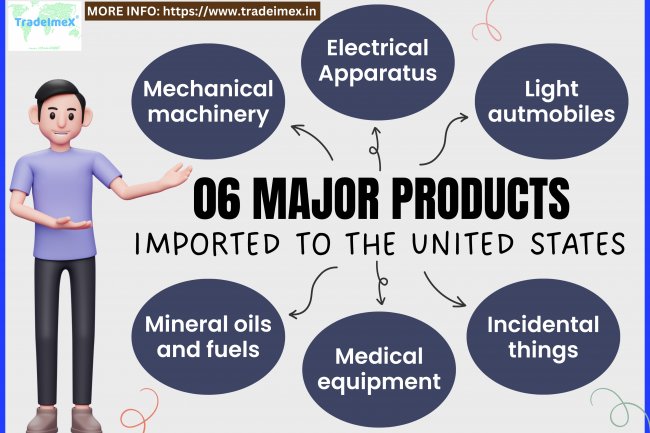 TradeImeX®
MORE INFO: https://www.tradeimex.in
Mechanical
machinery
Electrical
Apparatus
Light
autmobiles
06 MAJOR PRODUCTS
IMPORTED TO THE UNITED STATES
Mineral oils
and fuels
Medical
equipment
Incidental
things